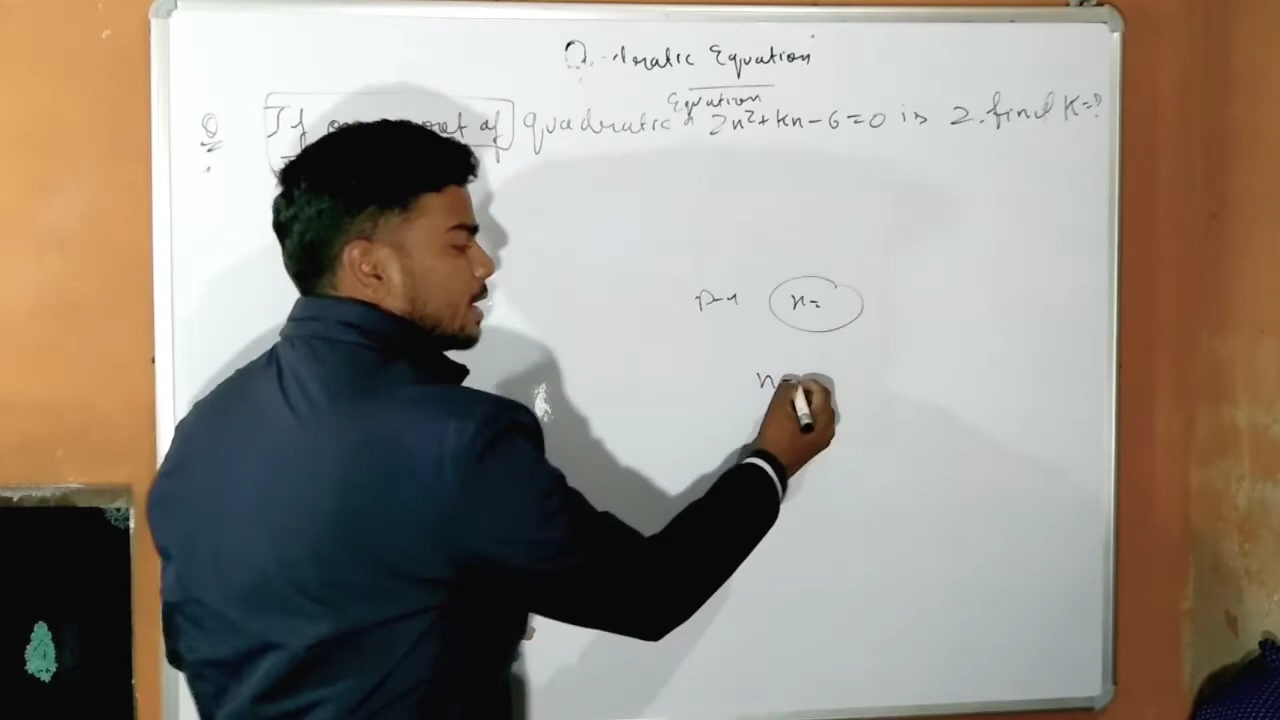 Quadratic Equation
Equation
Q If one root of quadratic 2x²+kx-6=0 is 2. find K=?
x=
x=